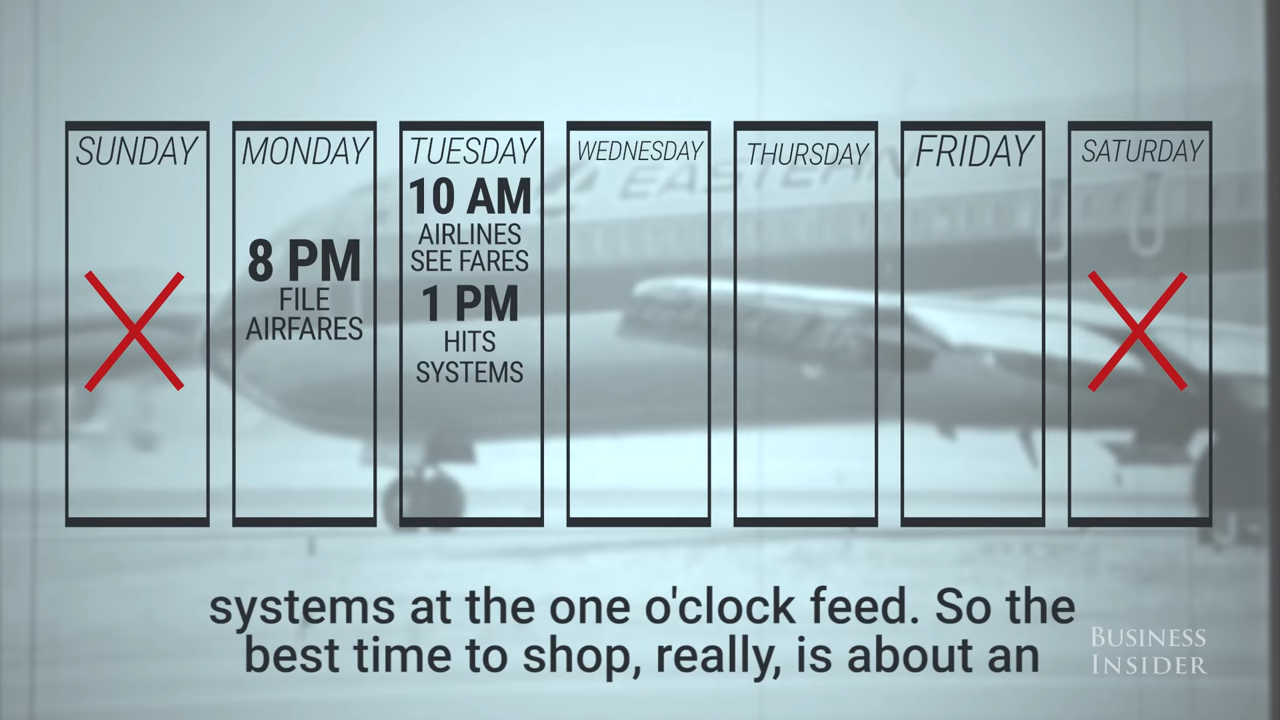 SUNDAY
MONDAY
8 PM
FILE
AIRFARES
TUESDAY
10 AM
AIRLINES
SEE FARES
1 PM
HITS
SYSTEMS
WEDNESDAY
THURSDAY
FRIDAY
SATURDAY
EASTERN
systems at the one o'clock feed. So the
best time to shop, really, is about an
BUSINESS
INSIDER